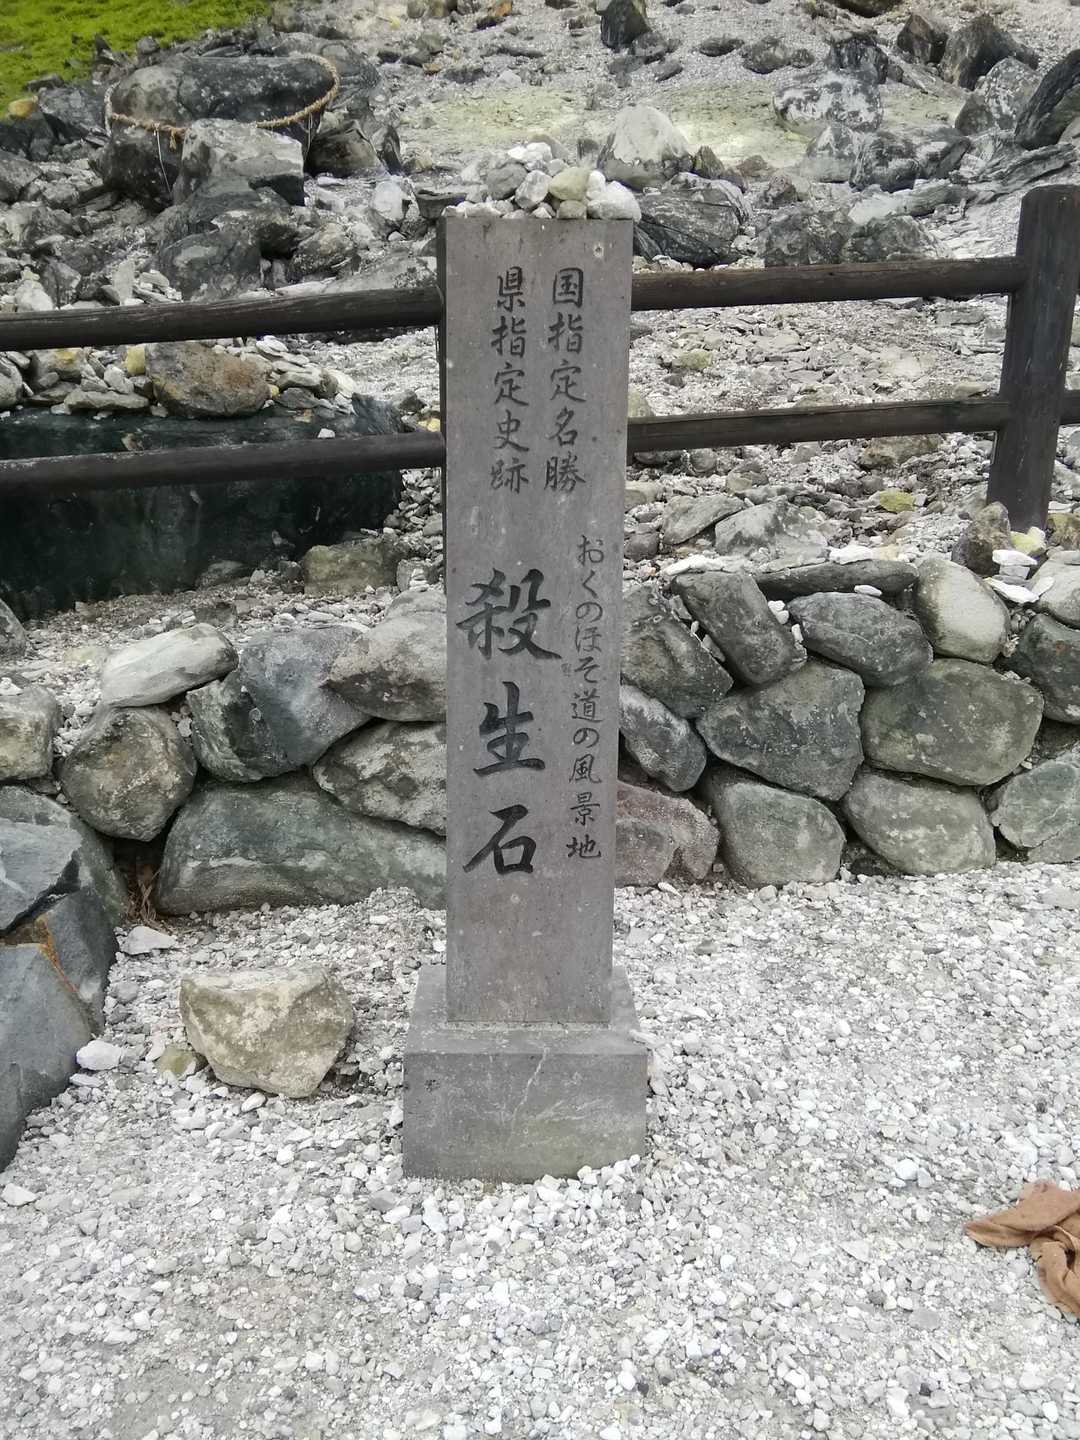 国指定名勝
おくのほそ道の風景地
県指定史跡
殺生石